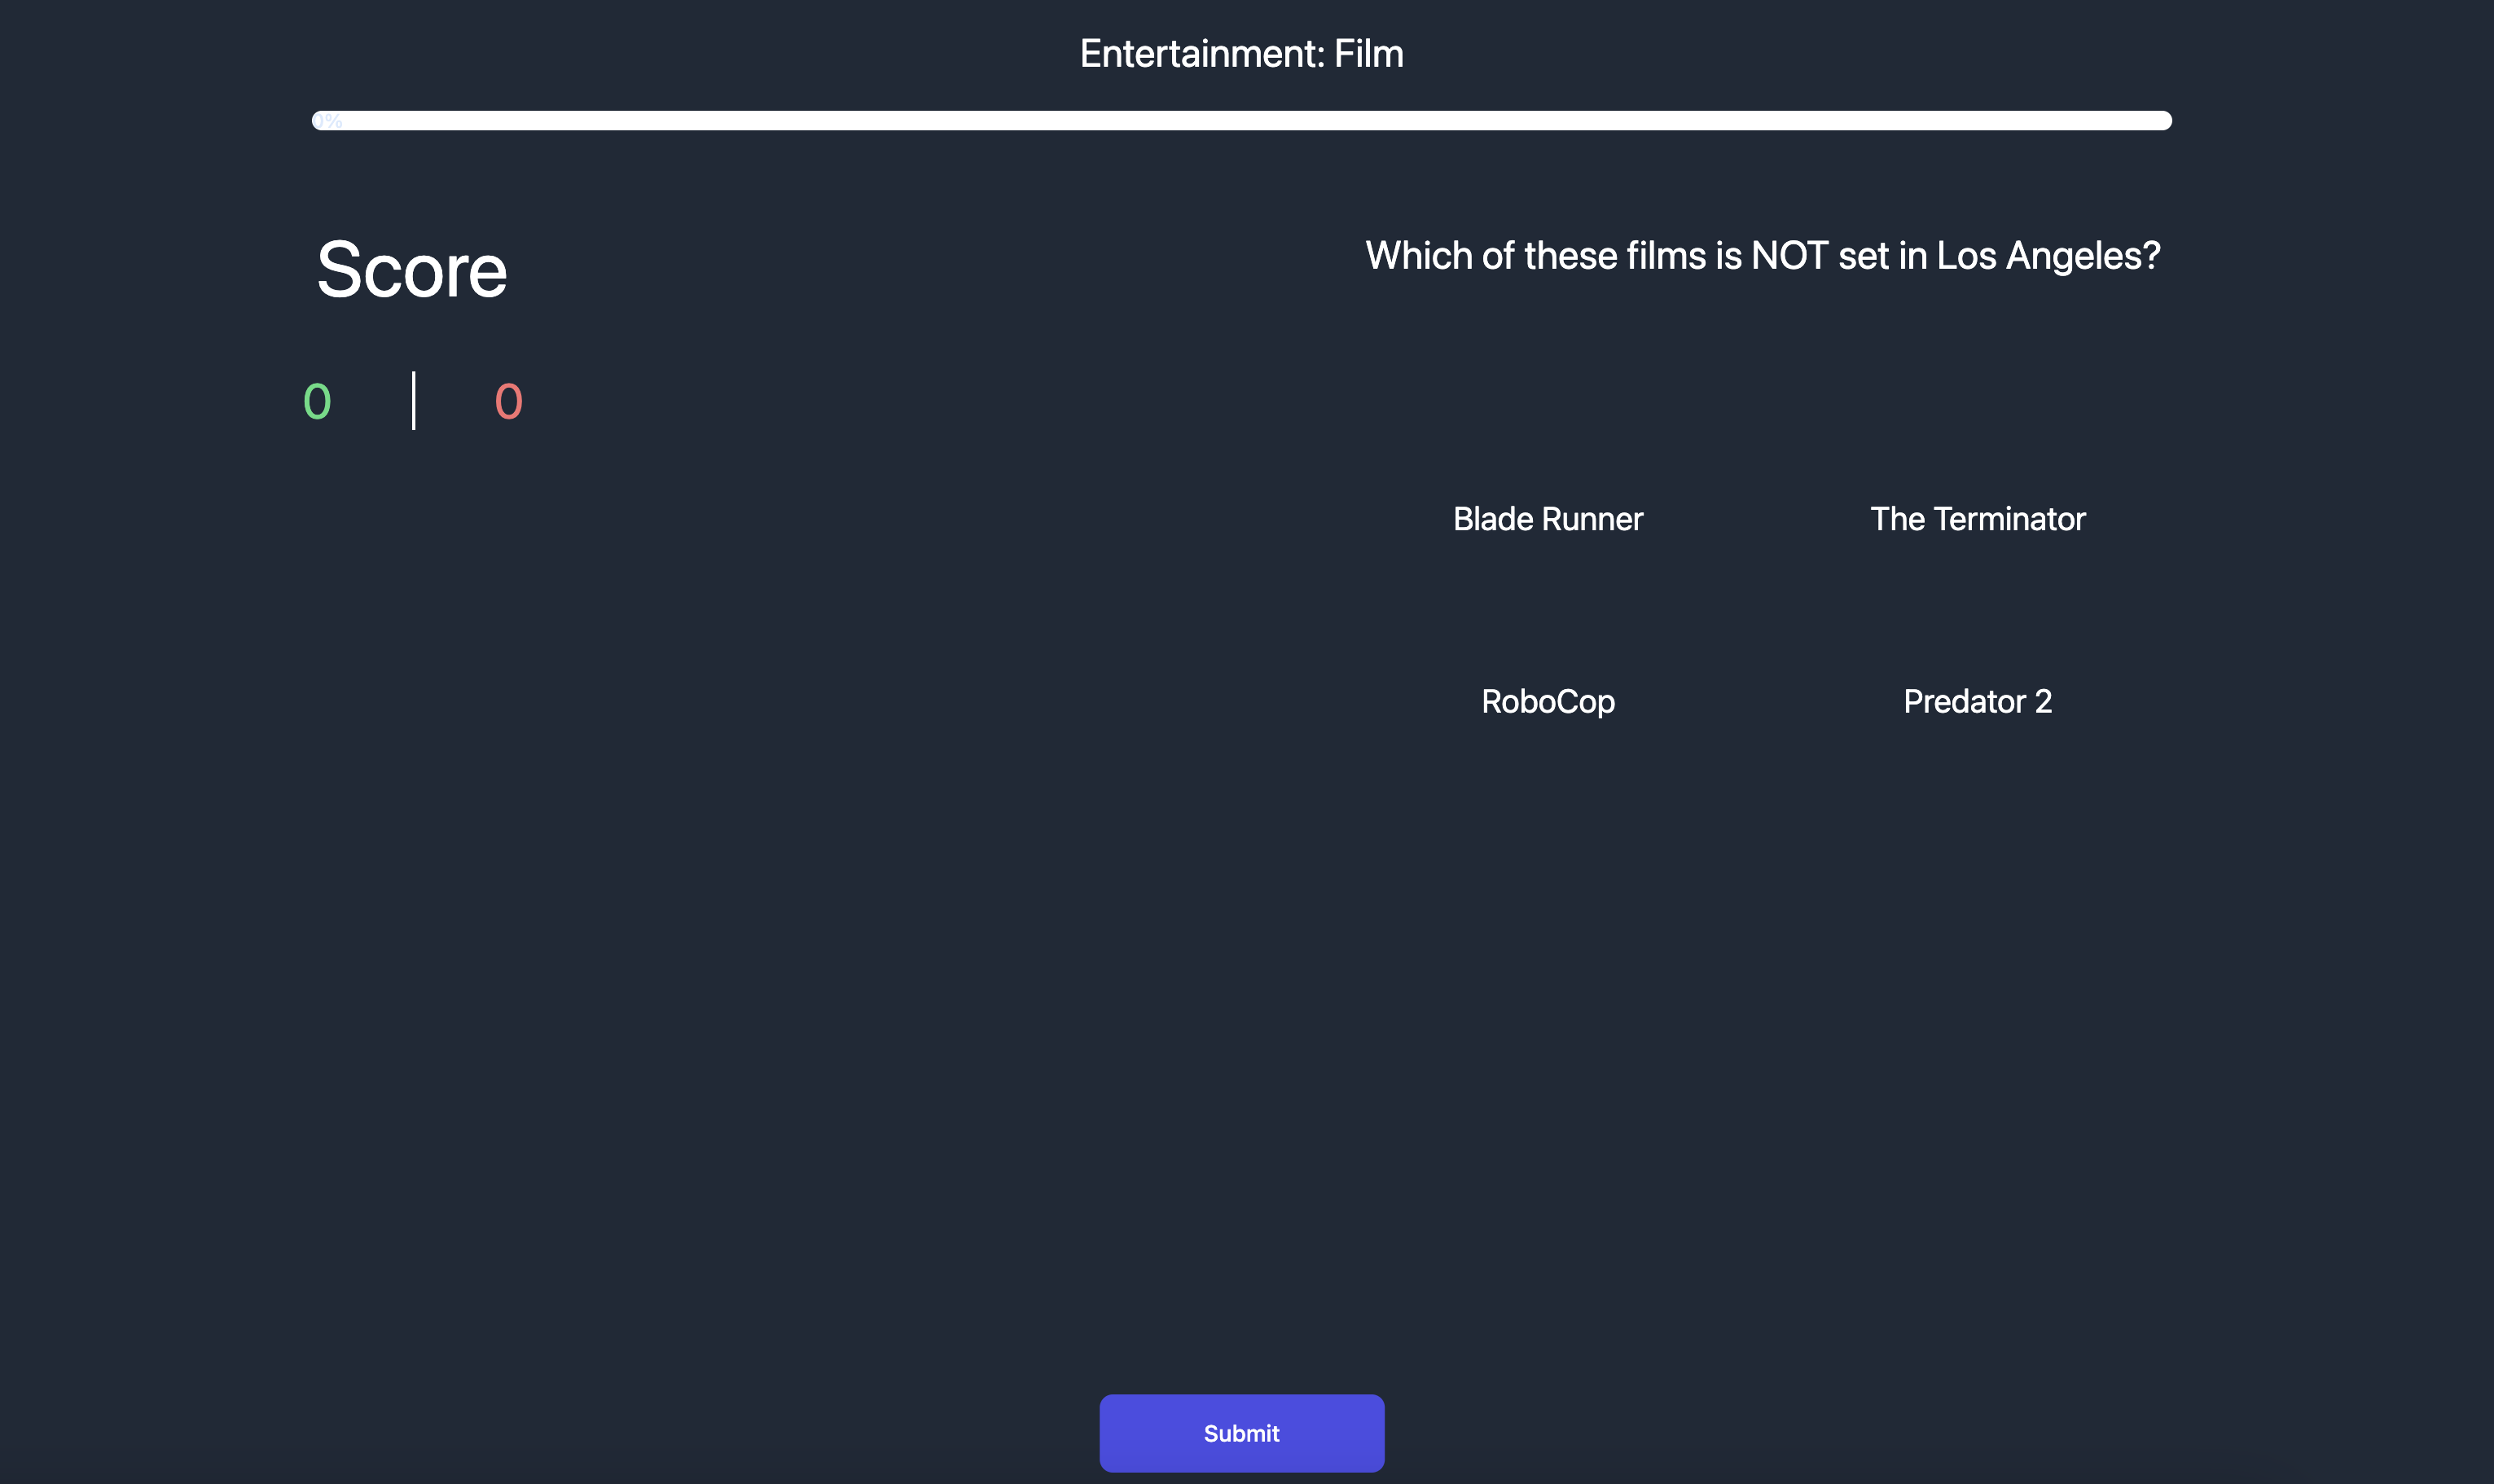 Entertainment: Film
0%
Score
Which of these films is NOT set in Los Angeles?
0 | 0
Blade Runner
The Terminator
RoboCop
Predator 2
Submit